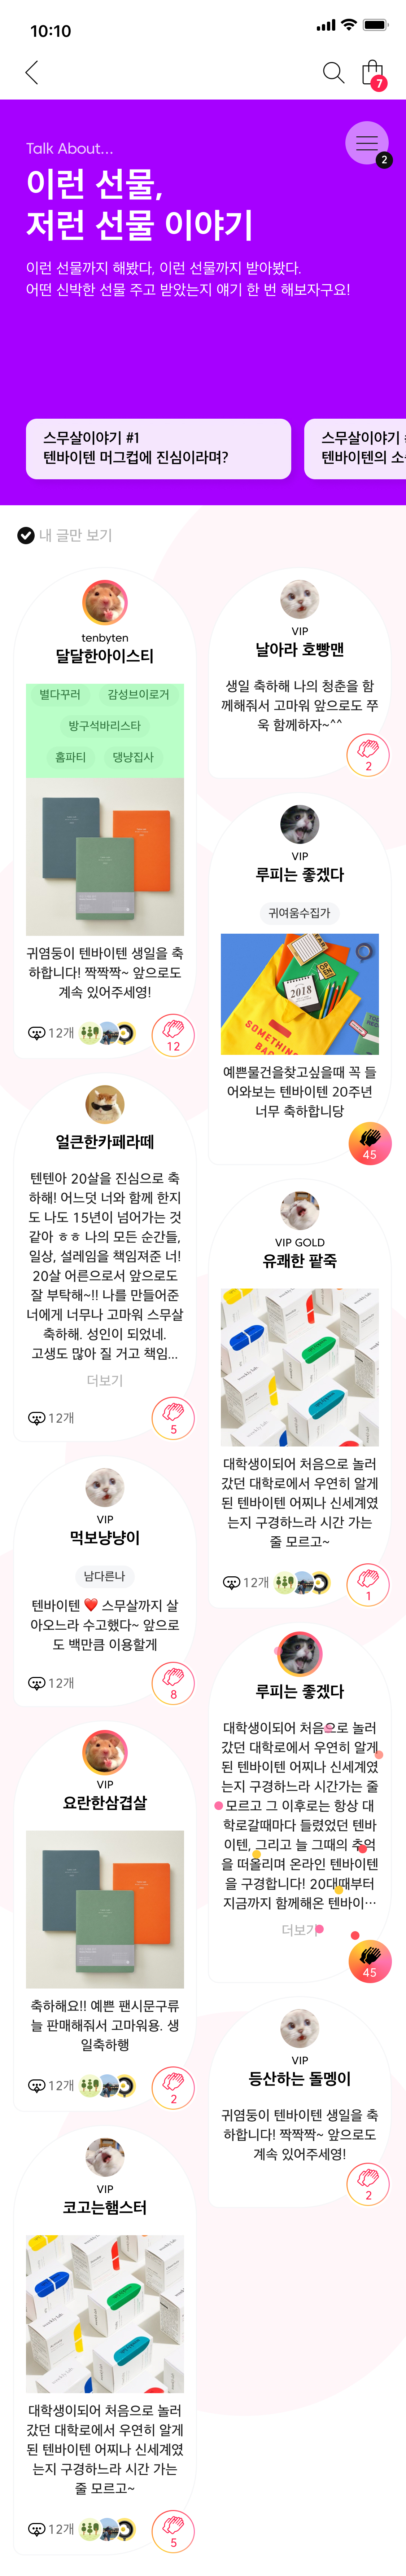 10:10
7
Talk About...
2
이런 선물,
저런 선물 이야기
이런 선물까지 해봤다, 이런 선물까지 받아봤다.
어떤 신박한 선물 주고 받았는지 얘기 한 번 해보자구요!
스무살이야기 #1
텐바이텐 머그컵에 진심이라며?
스무살이야기
텐바이텐의 소
내 글만 보기
tenbyten
달달한아이스티
별다꾸러
감성브이로거
방구석바리스타
홈파티
댕냥집사
귀염둥이 텐바이텐 생일을 축
하합니다! 짝짝짝~ 앞으로도
계속 있어주세영!
12개
12
얼큰한카페라떼
텐텐아 20살을 진심으로 축
하해! 어느덧 너와 함께 한지
도 나도 15년이 넘어가는 것
같아 ㅎㅎ 나의 모든 순간들,
일상, 설레임을 책임져준 너!
20살 어른으로서 앞으로도
잘 부탁해~!! 나를 만들어준
너에게 너무나 고마워 스무살
축하해. 성인이 되었네.
고생도 많아 질 거고 책임...
더보기
12개
5
VIP
먹보냥냥이
남다른나
텐바이텐 ❤️ 스무살까지 살
아오느라 수고했다~ 앞으로
도 백만큼 이용할게
12개
8
VIP
요란한삼겹살
축하해요!! 예쁜 팬시문구류
늘 판매해줘서 고마워용. 생
일축하행
12개
2
VIP
코고는햄스터
대학생이되어 처음으로 놀러
갔던 대학로에서 우연히 알게
된 텐바이텐 어찌나 신세계였
는지 구경하느라 시간 가는
줄 모르고~
12개
5
VIP
날아라 호빵맨
생일 축하해 나의 청춘을 함
께해줘서 고마워 앞으로도 쭈
욱 함께하자~^^
2
VIP
루피는 좋겠다
귀여움수집가
2018
SOMETHING
예쁜물건을찾고싶을때 꼭 들
어와보는 텐바이텐 20주년
너무 축하합니당
45
VIP GOLD
유쾌한 팥죽
대학생이되어 처음으로 놀러
갔던 대학로에서 우연히 알게
된 텐바이텐 어찌나 신세계였
는지 구경하느라 시간 가는
줄 모르고~
12개
1
루피는 좋겠다
대학생이되어 처음으로 놀러
갔던 대학로에서 우연히 알게
된 텐바이텐 어찌나 신세계였
는지 구경하느라 시간가는 줄
모르고 그 이후로는 항상 대
학로갈때마다 들렸었던 텐바
이텐, 그리고 늘 그때의 추억
을 떠올리며 온라인 텐바이텐
을 구경합니다! 20대때부터
지금까지 함께해온 텐바이…
더보기
45
VIP
등산하는 돌멩이
귀염둥이 텐바이텐 생일을 축
하합니다! 짝짝짝~ 앞으로도
계속 있어주세영!
2